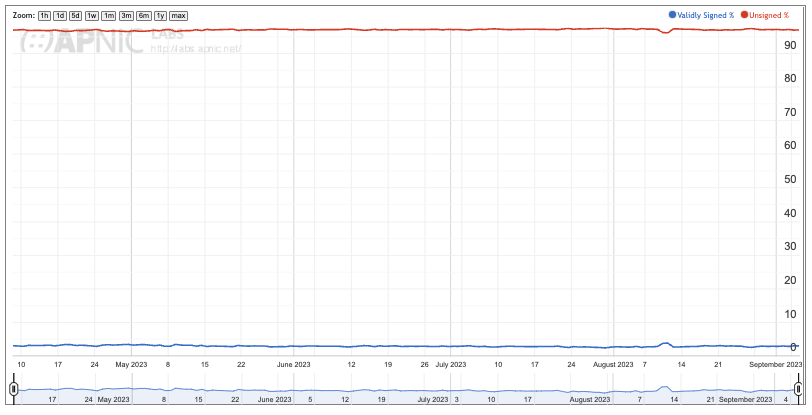 Zoom: 1h 1d 5d 1w 1m 3m 6m 1y max
Validly Signed % Unsigned %
(::)APNIC LABS
http://labs.apnic.net/
90
80
70
60
50
40
30
20
10
0
10 17 24 May 2023 8 15 22 June 2023 12 19 26 July 2023 10 17 24 August 2023 7 14 21 September 2023
17 24 May 2023 8 15 22 June 2023 5 12 19 July 2023 3 10 17 August 2023 7 14 21 September 2023 4